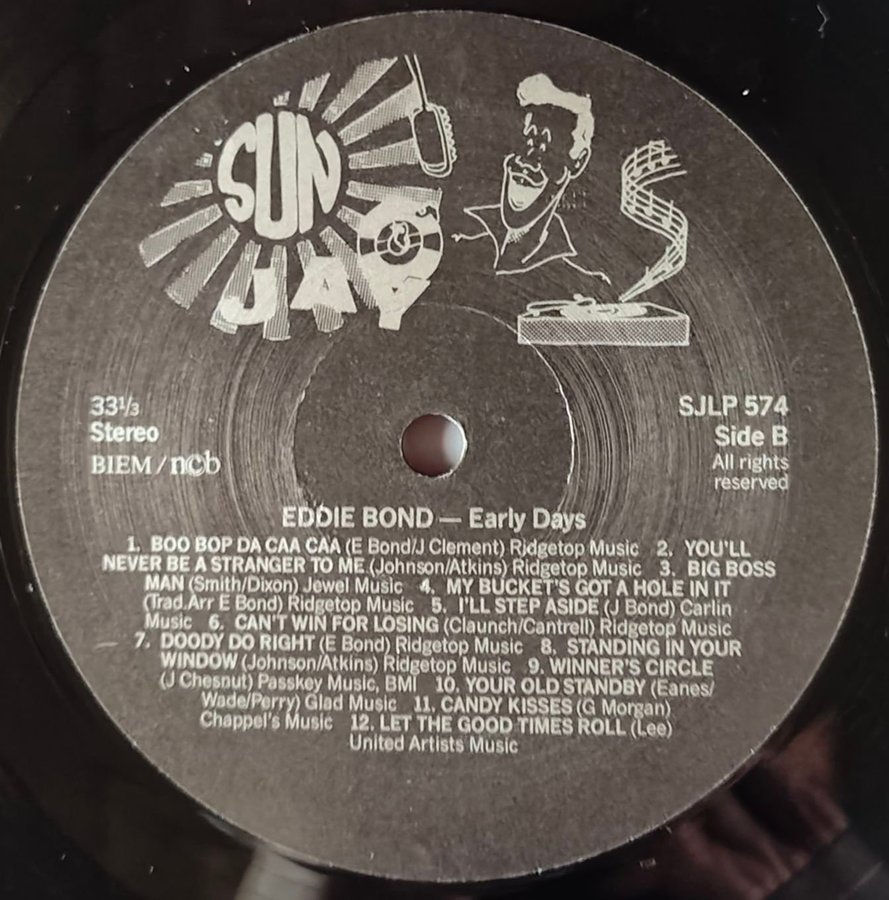 SUN
JAY
33⅓
Stereo
BIEM/n©b
SJLP 574
Side B
All rights
reserved
EDDIE BOND — Early Days
1. BOO BOP DA CAA CAA (E Bond/J Clement) Ridgetop Music 2. YOU'LL
NEVER BE A STRANGER TO ME (Johnson/Atkins) Ridgetop Music 3. BIG BOSS
MAN (Smith/Dixon) Jewel Music 4. MY BUCKET'S GOT A HOLE IN IT
(Trad.Arr E Bond) Ridgetop Music 5. I'LL STEP ASIDE (J Bond) Carlin
Music 6. CAN'T WIN FOR LOSING (Claunch/Cantrell) Ridgetop Music
7. DOODY DO RIGHT (E Bond) Ridgetop Music 8. STANDING IN YOUR
WINDOW (Johnson/Atkins) Ridgetop Music 9. WINNER'S CIRCLE
(J Chesnut) Passkey Music, BMI 10. YOUR OLD STANDBY (Eanes/
Wade/Perry) Glad Music 11. CANDY KISSES (G Morgan)
Chappel's Music 12. LET THE GOOD TIMES ROLL (Lee)
United Artists Music